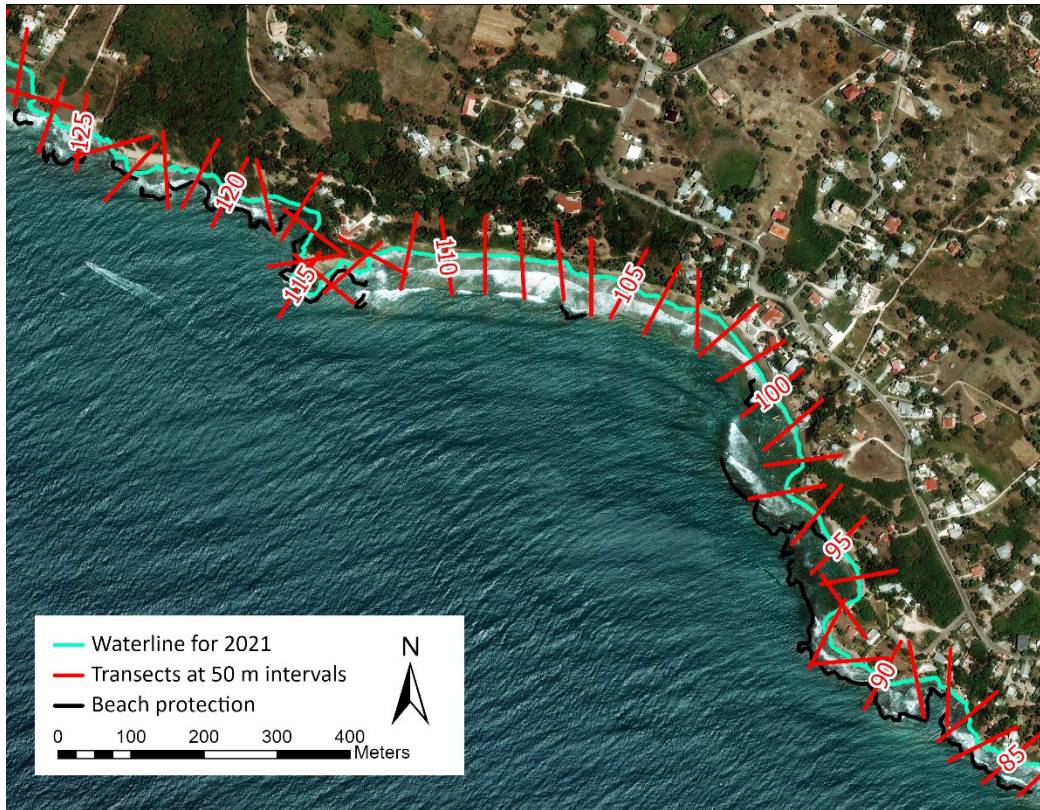 125
120
115
110
105
100
95
90
85
Waterline for 2021
Transects at 50 m intervals
Beach protection
N
0 100 200 300 400
Meters